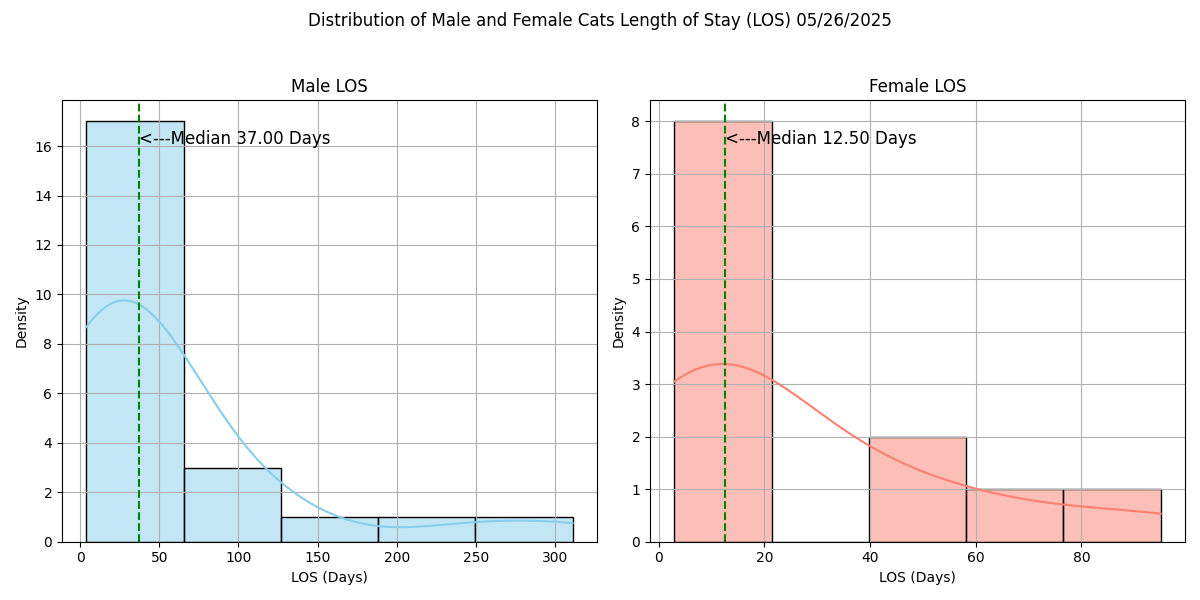 Distribution of Male and Female Cats Length of Stay (LOS) 05/26/2025
Male LOS
<---Median 37.00 Days
Density
0
2
4
6
8
10
12
14
16
0 50 100 150 200 250 300
LOS (Days)
Female LOS
<---Median 12.50 Days
Density
0
1
2
3
4
5
6
7
8
0 20 40 60 80
LOS (Days)